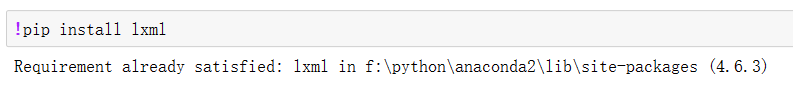 !pip install lxml
Requirement already satisfied: lxml in f:\python\anaconda2\lib\site-packages (4.6.3)